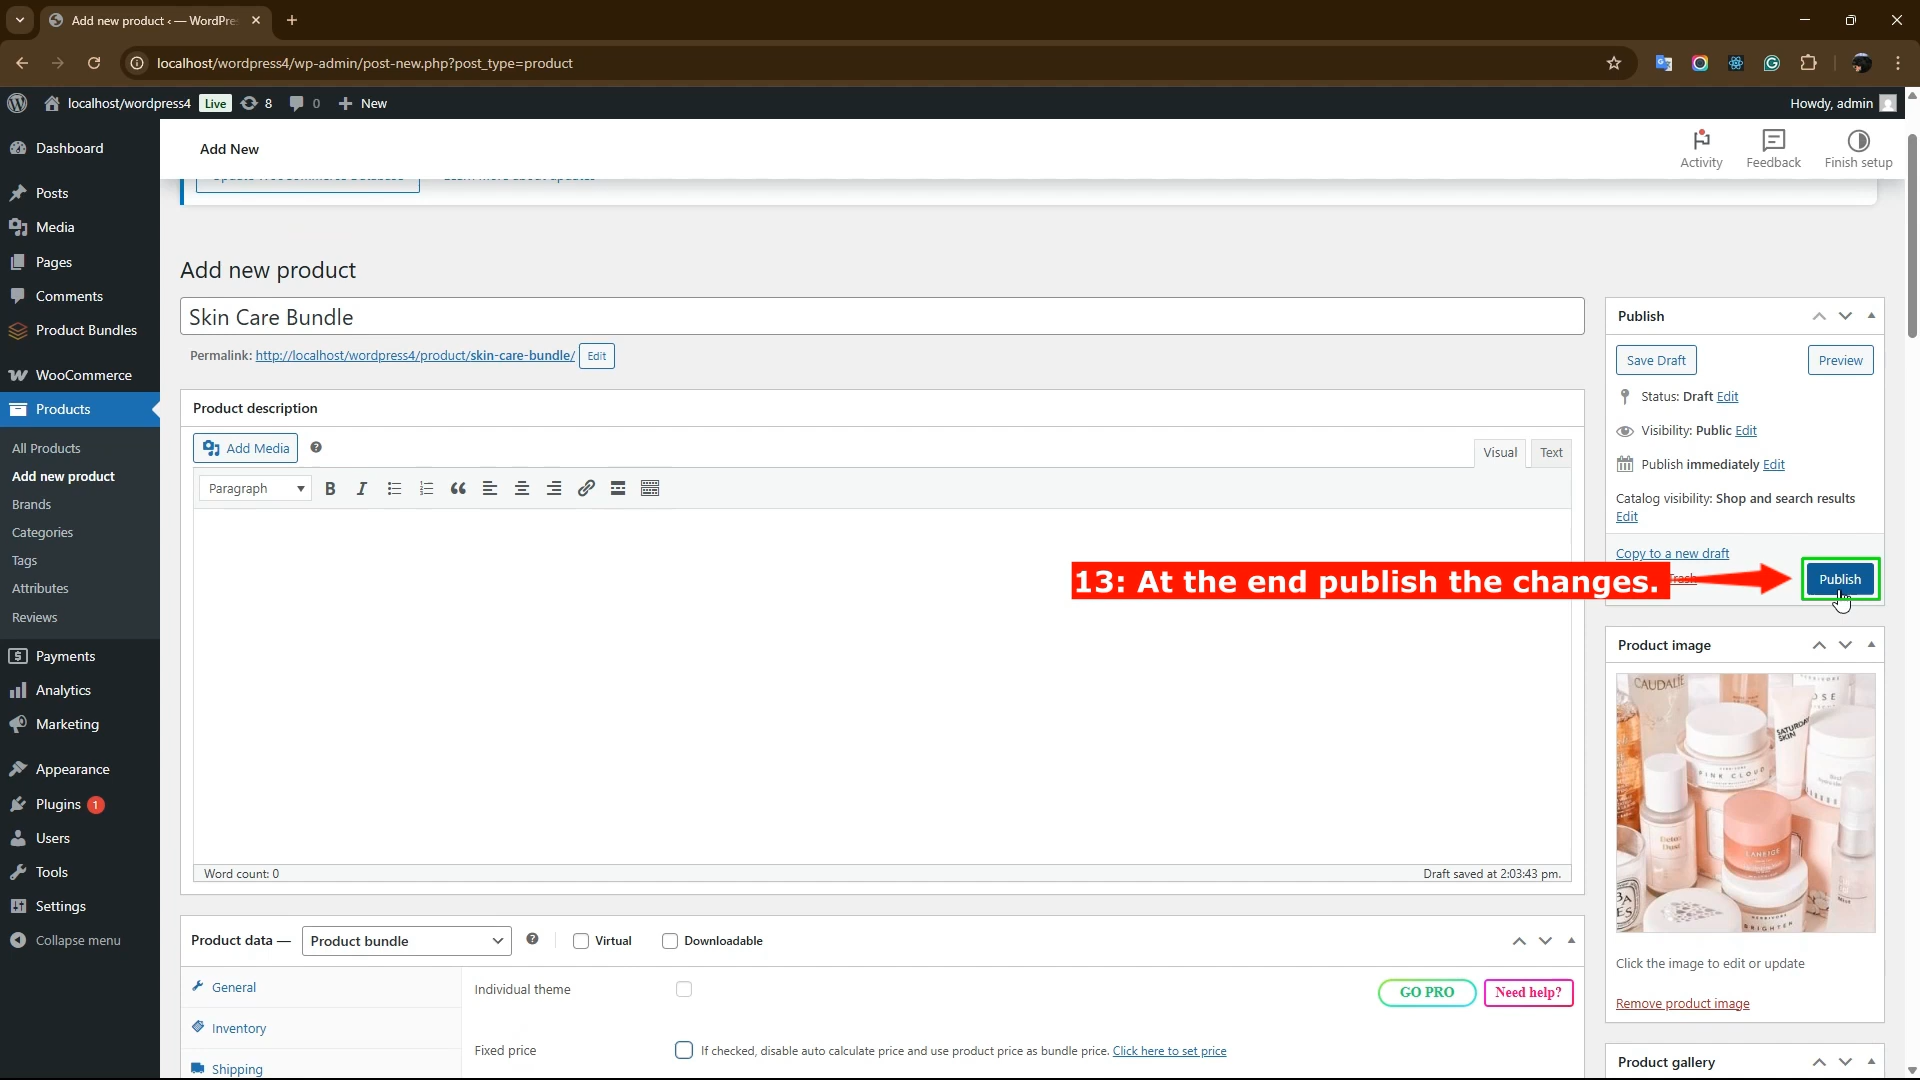 Add new product ‹ — WordPre
localhost/wordpress4/wp-admin/post-new.php?post_type=product
localhost/wordpress4 Live 8 0 New
Howdy, admin
Dashboard
Posts
Media
Pages
Comments
Product Bundles
WooCommerce
Products
All Products
Add new product
Brands
Categories
Tags
Attributes
Reviews
Payments
Analytics
Marketing
Appearance
Plugins 1
Users
Tools
Settings
Collapse menu
Add New
Activity
Feedback
Finish setup
Add new product
Skin Care Bundle
Permalink: http://localhost/wordpress4/product/skin-care-bundle/ Edit
Product description
Add Media
Visual Text
Paragraph
Word count: 0
Draft saved at 2:03:43 pm.
13: At the end publish the changes.
Product data — Product bundle
Virtual
Downloadable
General
Inventory
Shipping
Individual theme
GO PRO
Need help?
Fixed price
If checked, disable auto calculate price and use product price as bundle price. Click here to set price
Publish
Save Draft
Preview
Status: Draft Edit
Visibility: Public Edit
Publish immediately Edit
Catalog visibility: Shop and search results
Edit
Copy to a new draft
Trash
Publish
Product image
CAUDALÍE
SATURDAY
SKIN
PINK CLOUD
LANEIGE
BRIGHTEN
Click the image to edit or update
Remove product image
Product gallery